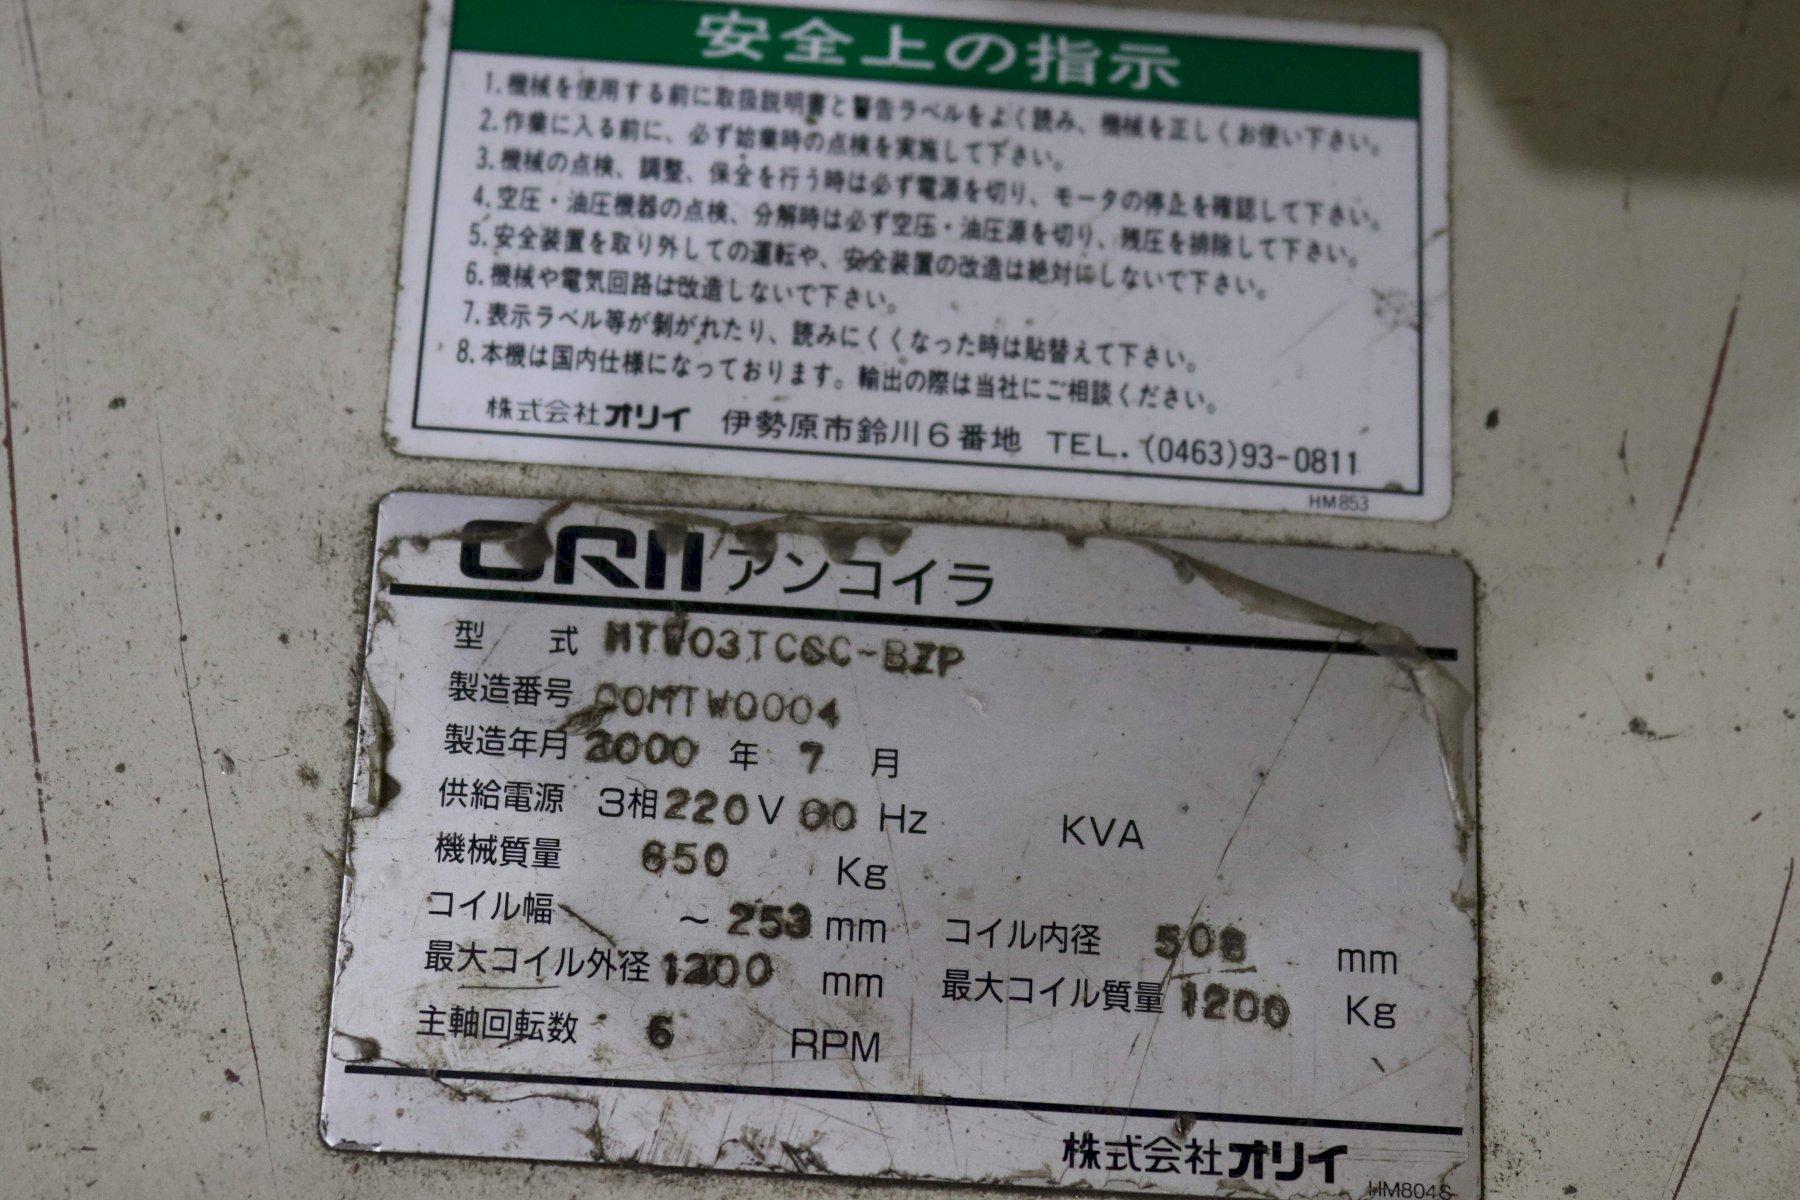 安全上の指示
1.機械を使用する前に取扱説明書と警告ラベルをよく読み、機械を正しくお使い下さい。
2.作業に入る前に、必ず始業時の点検を実施して下さい。
3.機械の点検、調整、保全を行う時は必ず電源を切り、モータの停止を確認して下さい。
4.空圧・油圧機器の点検、分解時は必ず空圧・油圧源を切り、残圧を排除して下さい。
5.安全装置を取り外しての運転や、安全装置の改造は絶対にしないで下さい。
6.機械や電気回路は改造しないで下さい。
7.表示ラベル等が剝がれたり、読みにくくなった時は貼替えて下さい。
8.本機は国内仕様になっております。輸出の際は当社にご相談ください。
株式会社オリイ 伊勢原市鈴川6番地 TEL.(0463)93-0811
HM853
ORII アンコイラ
型 式 MTW03TCSC-BZP
製造番号 00MTW0004
製造年月 2000 年 7 月
供給電源 3相 220 V 60 Hz KVA
機械質量 650 Kg
コイル幅 ~253 mm コイル内径 508 mm
最大コイル外径 1200 mm 最大コイル質量 1200 Kg
主軸回転数 6 RPM
株式会社オリイ
HM804S